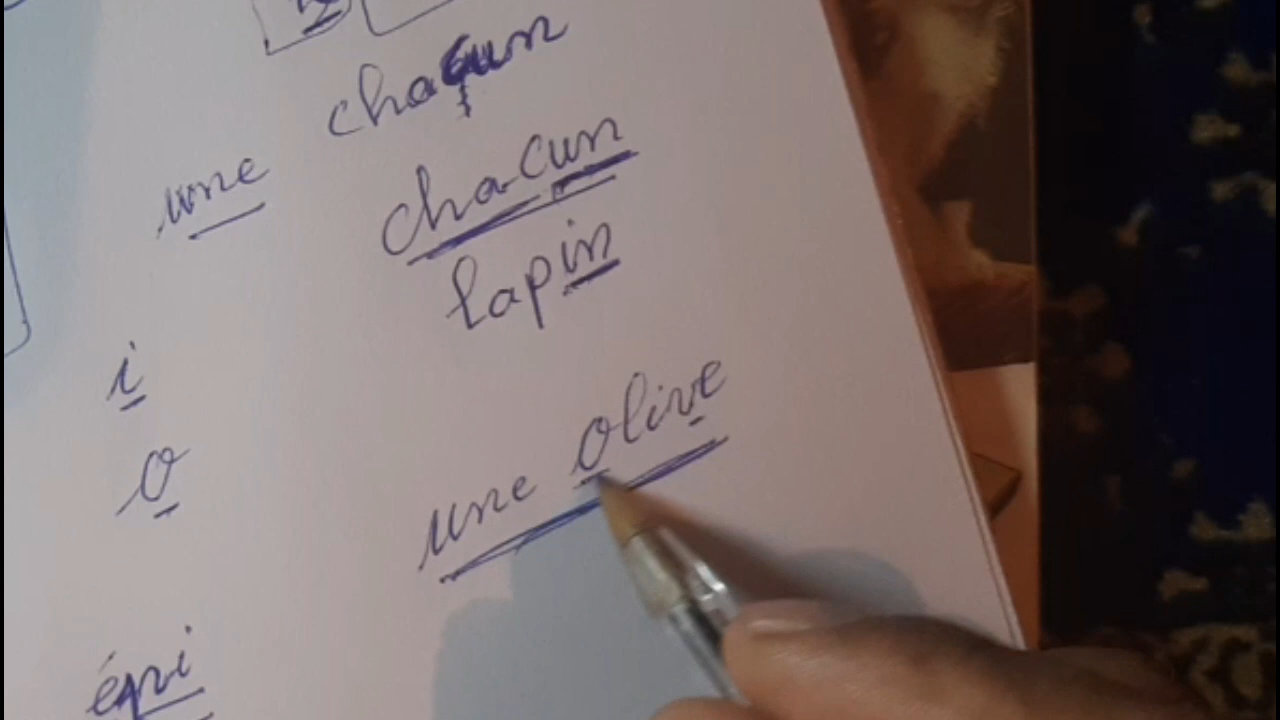 chacun
une
chacun
lapin
i
une olive
o
épi